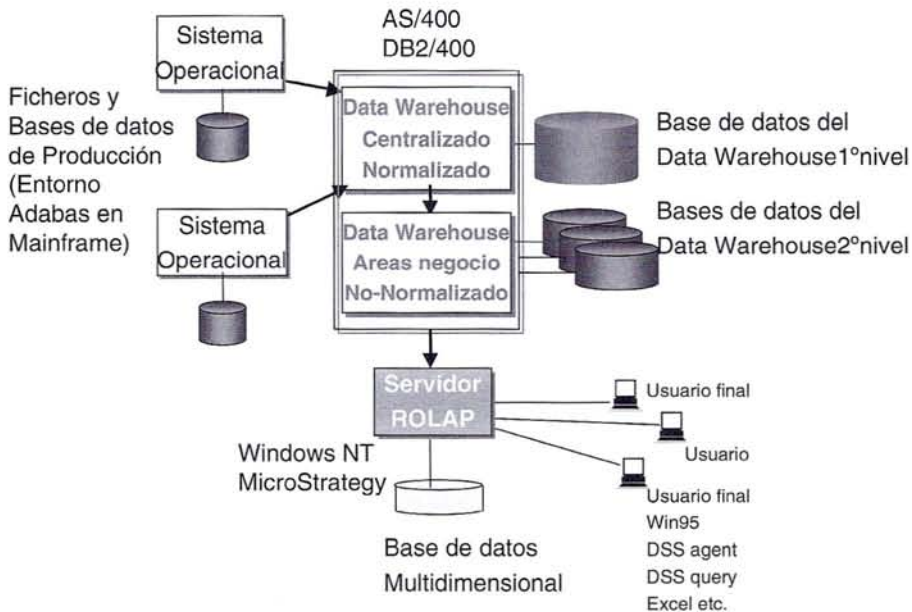 AS/400
DB2/400
Sistema
Operacional
Ficheros y
Bases de datos
de Producción
(Entorno
Adabas en
Mainframe)
Sistema
Operacional
Data Warehouse
Centralizado
Normalizado
Data Warehouse
Areas negocio
No-Normalizado
Base de datos del
Data Warehouse1ºnivel
Bases de datos del
Data Warehouse2ºnivel
Servidor
ROLAP
Windows NT
MicroStrategy
Base de datos
Multidimensional
Usuario final
Usuario
Usuario final
Win95
DSS agent
DSS query
Excel etc.